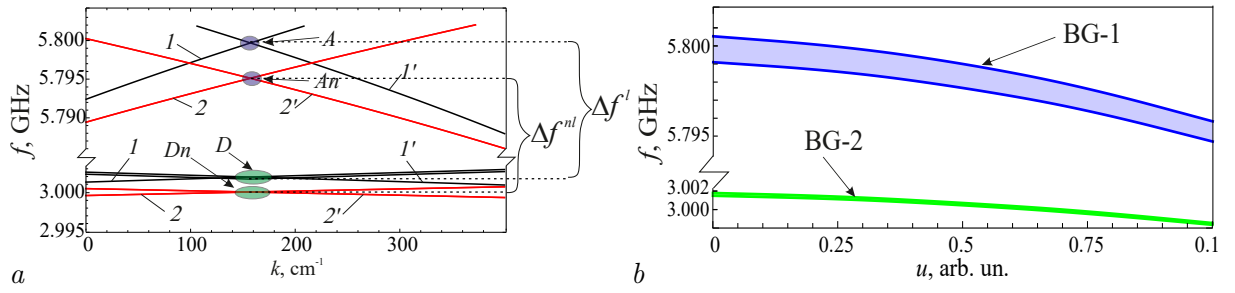 5.800
5.795
5.790
3.000
2.995
f, GHz
1
A
An
1'
2
2'
Δf^l
Δf^nl
1
Dn
D
1'
2
2'
0
100
200
300
k, cm⁻¹
a
5.800
5.795
3.002
3.000
f, GHz
BG-1
BG-2
0
0.25
0.5
0.75
0.1
u, arb. un.
b